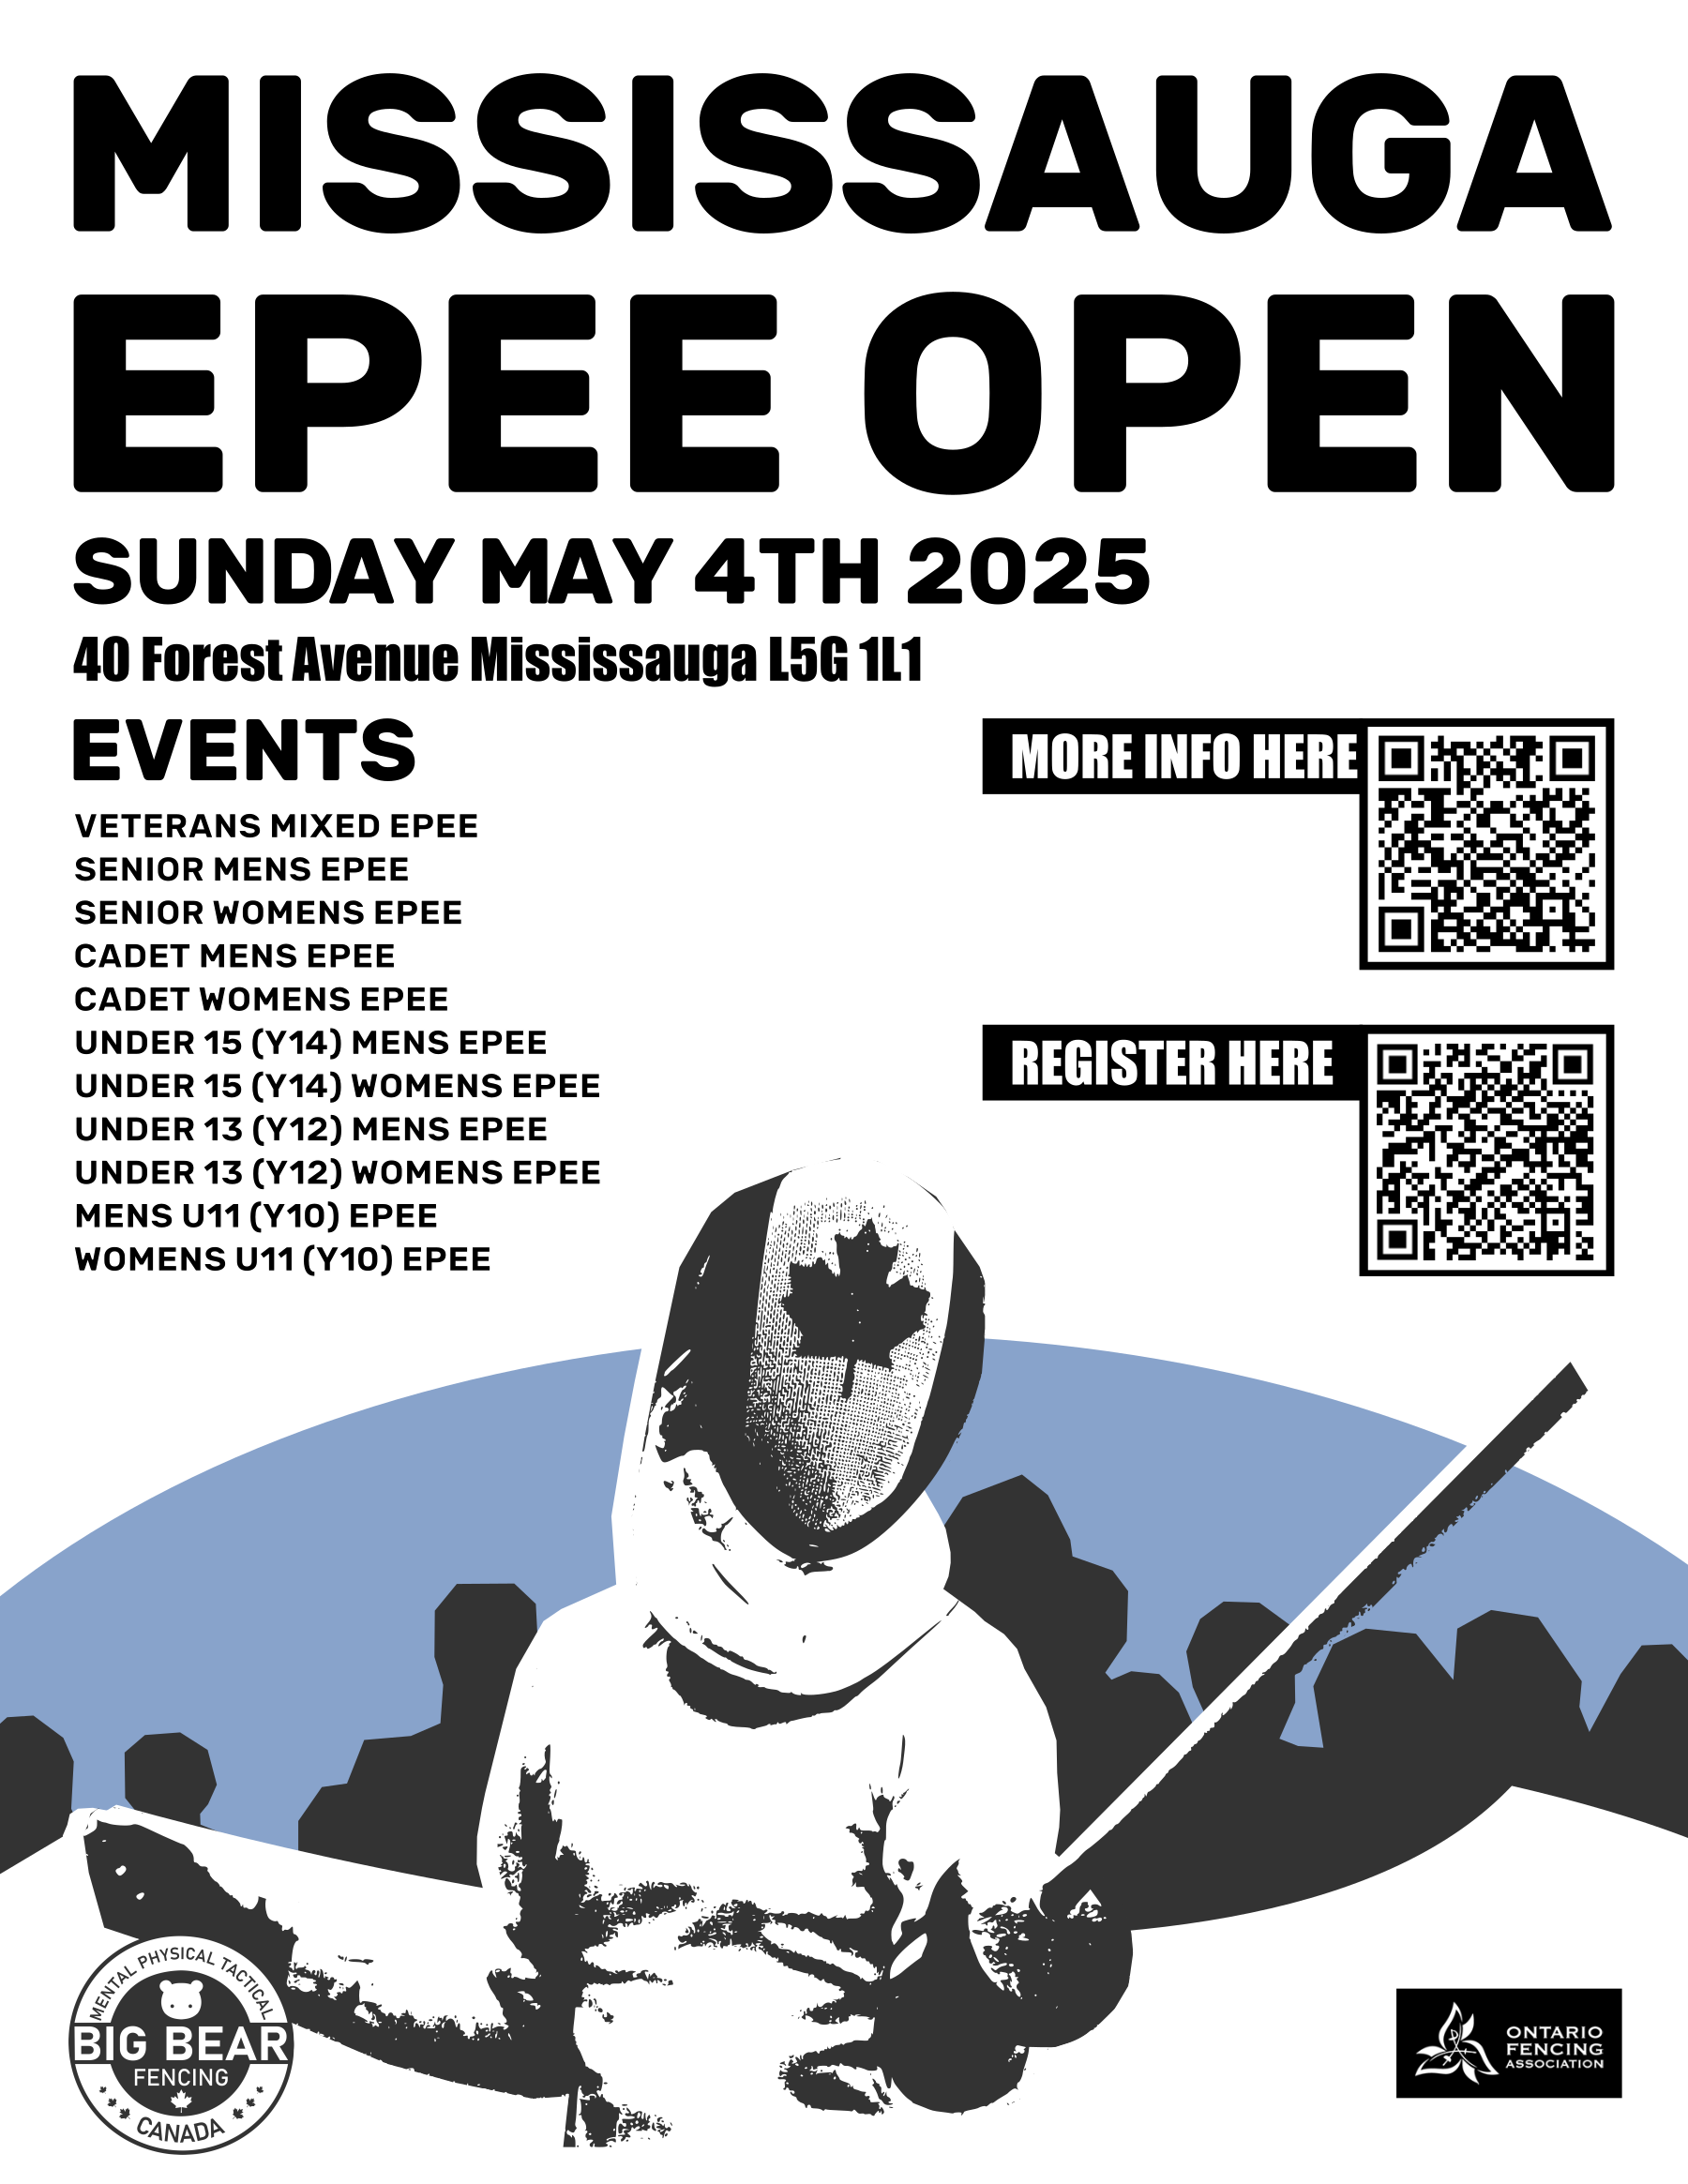 MISSISSAUGA
EPEE OPEN
SUNDAY MAY 4TH 2025
40 Forest Avenue Mississauga L5G 1L1
EVENTS
VETERANS MIXED EPEE
SENIOR MENS EPEE
SENIOR WOMENS EPEE
CADET MENS EPEE
CADET WOMENS EPEE
UNDER 15 (Y14) MENS EPEE
UNDER 15 (Y14) WOMENS EPEE
UNDER 13 (Y12) MENS EPEE
UNDER 13 (Y12) WOMENS EPEE
MENS U11 (Y10) EPEE
WOMENS U11 (Y10) EPEE
MORE INFO HERE
REGISTER HERE
MENTAL PHYSICAL TACTICAL
BIG BEAR
FENCING
CANADA
ONTARIO
FENCING
ASSOCIATION